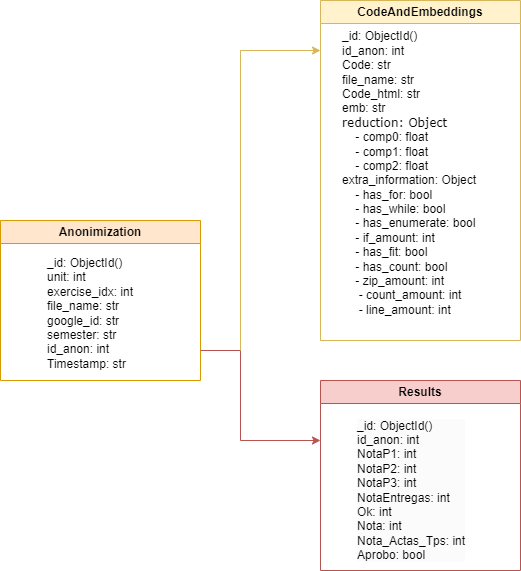 CodeAndEmbeddings
_id: ObjectId()
id_anon: int
Code: str
file_name: str
Code_html: str
emb: str
reduction: Object
- comp0: float
- comp1: float
- comp2: float
extra_information: Object
- has_for: bool
- has_while: bool
- has_enumerate: bool
- if_amount: int
- has_fit: bool
- has_count: bool
- zip_amount: int
- count_amount: int
- line_amount: int
Anonimization
_id: ObjectId()
unit: int
exercise_idx: int
file_name: str
google_id: str
semester: str
id_anon: int
Timestamp: str
Results
_id: ObjectId()
id_anon: int
NotaP1: int
NotaP2: int
NotaP3: int
NotaEntregas: int
Ok: int
Nota: int
Nota_Actas_Tps: int
Aprobo: bool